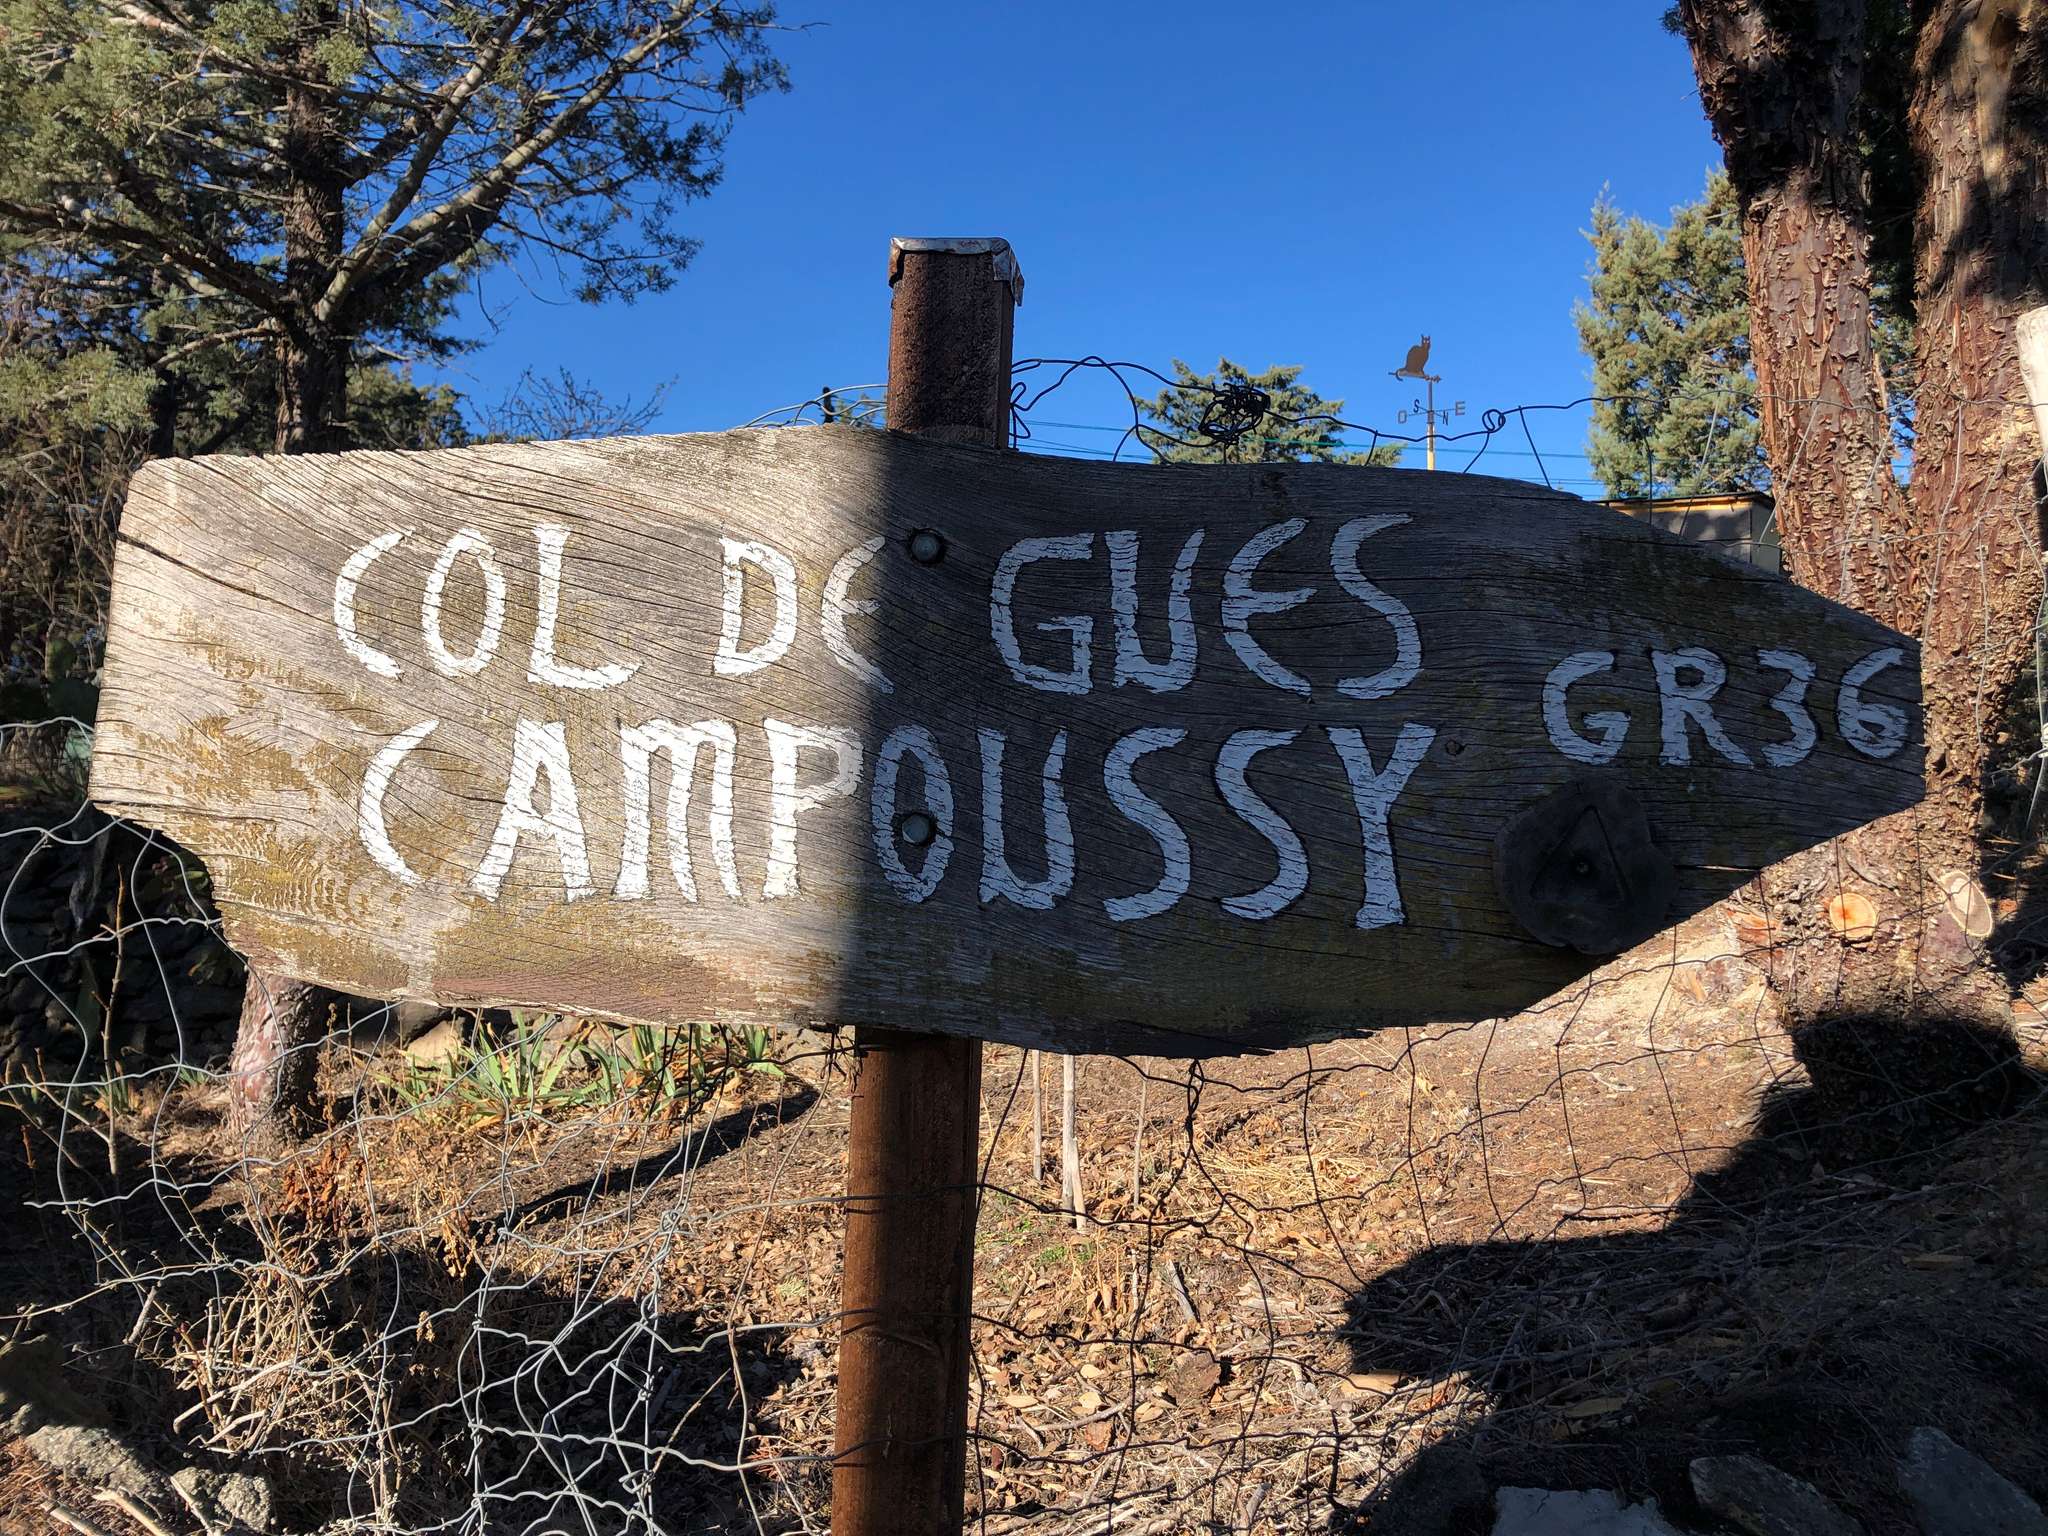 COL DE GUES
CAMPOUSSY
GR36
O S N E